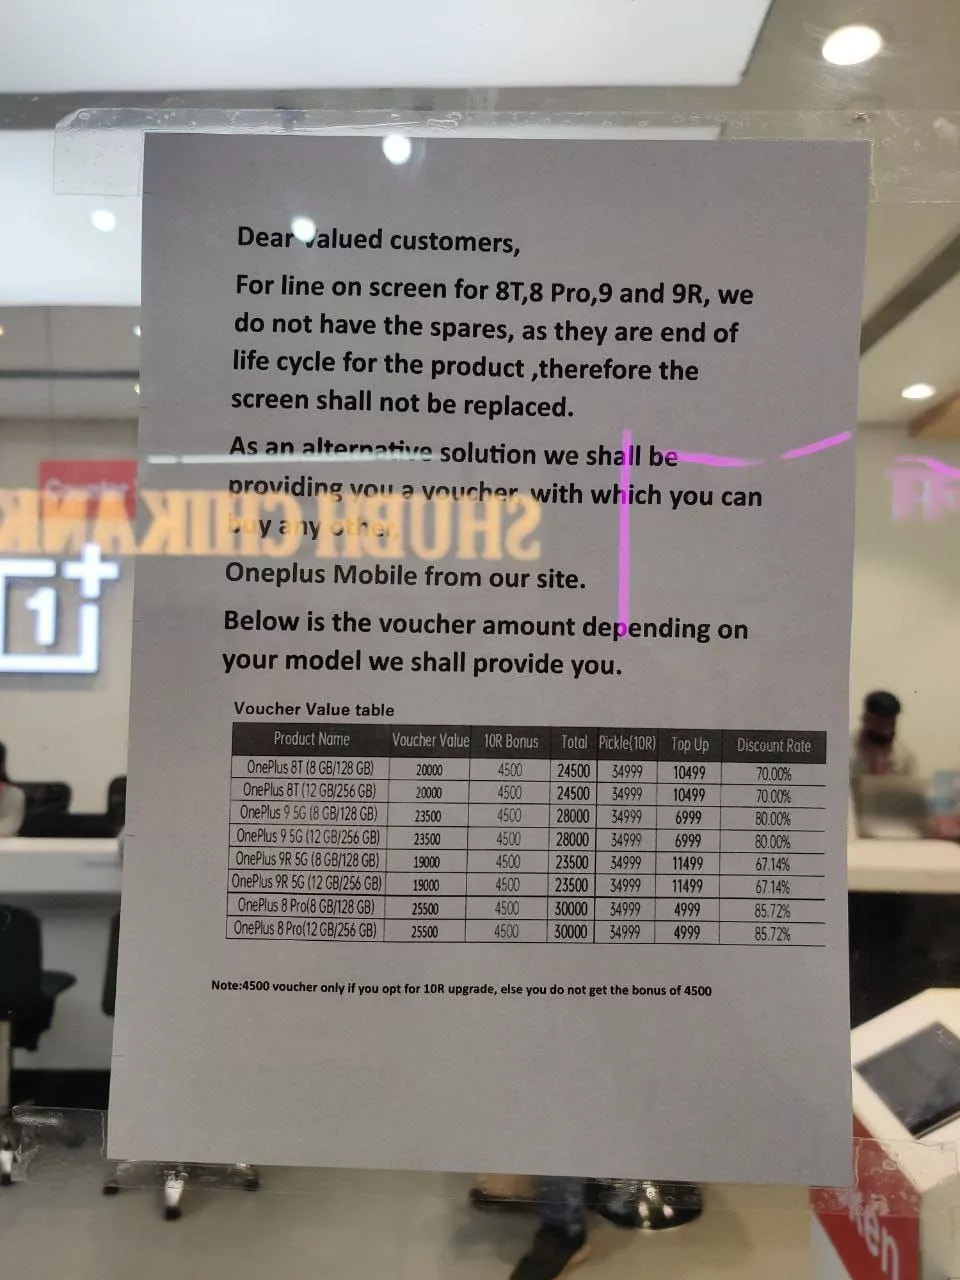 Dear Valued customers,
For line on screen for 8T,8 Pro,9 and 9R, we
do not have the spares, as they are end of
life cycle for the product ,therefore the
screen shall not be replaced.
As an alternative solution we shall be
providing you a voucher, with which you can
buy any other,
SHUBH CHIKANK
Oneplus Mobile from our site.
Below is the voucher amount depending on
your model we shall provide you.
1+
Voucher Value table
Product Name Voucher Value 10R Bonus Total Pickle(10R) Top Up Discount Rate
OnePlus 8T (8 GB/128 GB) 20000 4500 24500 34999 10499 70.00%
OnePlus 8T (12 GB/256 GB) 20000 4500 24500 34999 10499 70.00%
OnePlus 9 5G (8 GB/128 GB) 23500 4500 28000 34999 6999 80.00%
OnePlus 9 5G (12 GB/256 GB) 23500 4500 28000 34999 6999 80.00%
OnePlus 9R 5G (8 GB/128 GB) 19000 4500 23500 34999 11499 67.14%
OnePlus 9R 5G (12 GB/256 GB) 19000 4500 23500 34999 11499 67.14%
OnePlus 8 Pro(8 GB/128 GB) 25500 4500 30000 34999 4999 85.72%
OnePlus 8 Pro(12 GB/256 GB) 25500 4500 30000 34999 4999 85.72%
Note:4500 voucher only if you opt for 10R upgrade, else you do not get the bonus of 4500